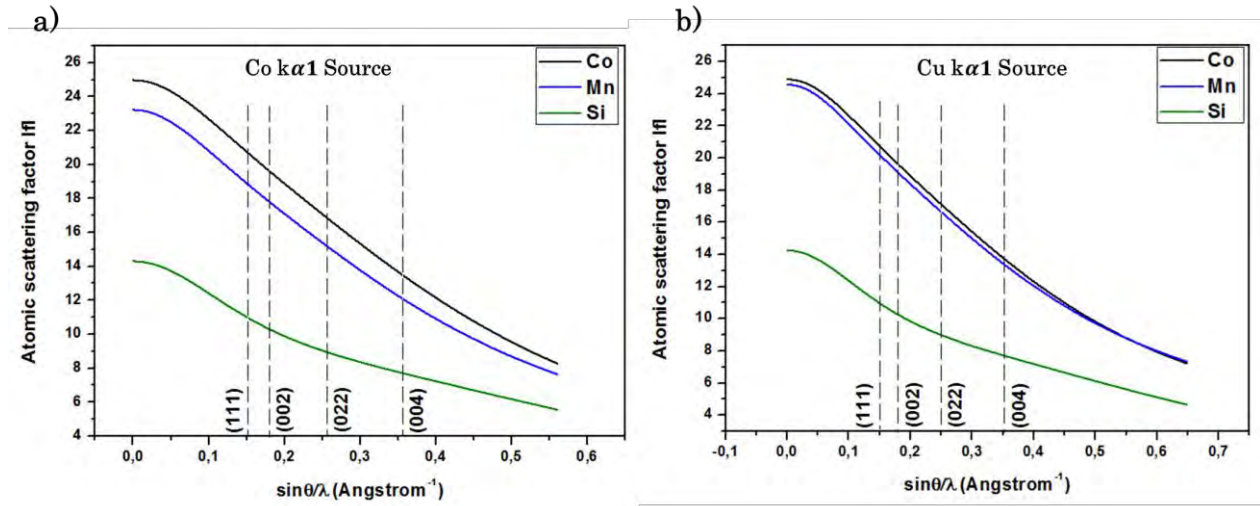 a)
Co kα1 Source
Co
Mn
Si
26
24
22
20
18
16
14
12
10
8
6
4
Atomic scattering factor lfl
(111)
(002)
(022)
(004)
0,0 0,1 0,2 0,3 0,4 0,5 0,6
sinθ/λ (Angstrom⁻¹)
b)
Cu kα1 Source
Co
Mn
Si
26
24
22
20
18
16
14
12
10
8
6
4
Atomic scattering factor lfl
(111)
(002)
(022)
(004)
-0,1 0,0 0,1 0,2 0,3 0,4 0,5 0,6 0,7
sinθ/λ (Angstrom⁻¹)